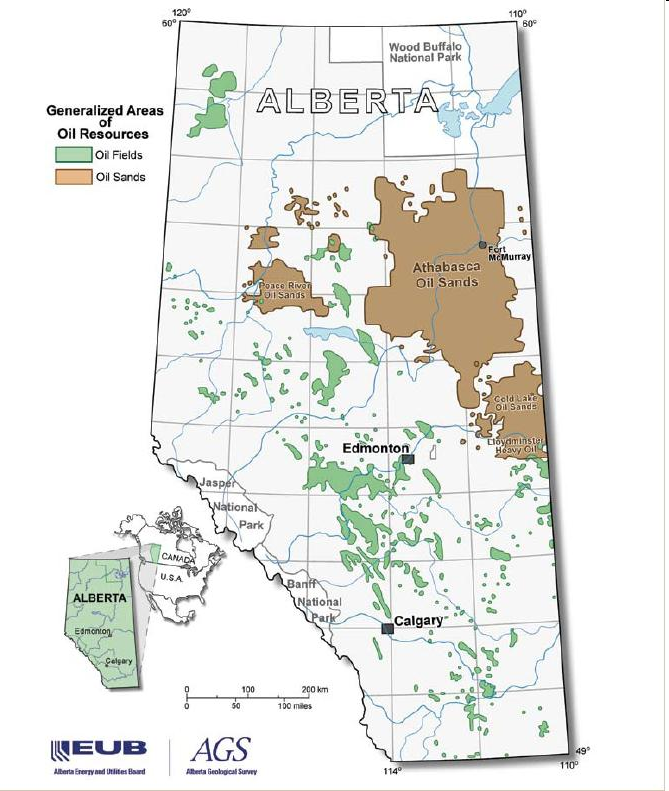 120°
60°
110°
60°
Wood Buffalo
National Park
ALBERTA
Generalized Areas
of
Oil Resources
Oil Fields
Oil Sands
Fort
McMurray
Athabasca
Oil Sands
Peace River
Oil Sands
Cold Lake
Oil Sands
Edmonton
Lloydminster
Heavy Oil
Jasper
National
Park
CANADA
U.S.A.
ALBERTA
Edmonton
Calgary
Banff
National
Park
Calgary
0 100 200 km
0 50 100 miles
EUB
Alberta Energy and Utilities Board
AGS
Alberta Geological Survey
114°
49°
110°